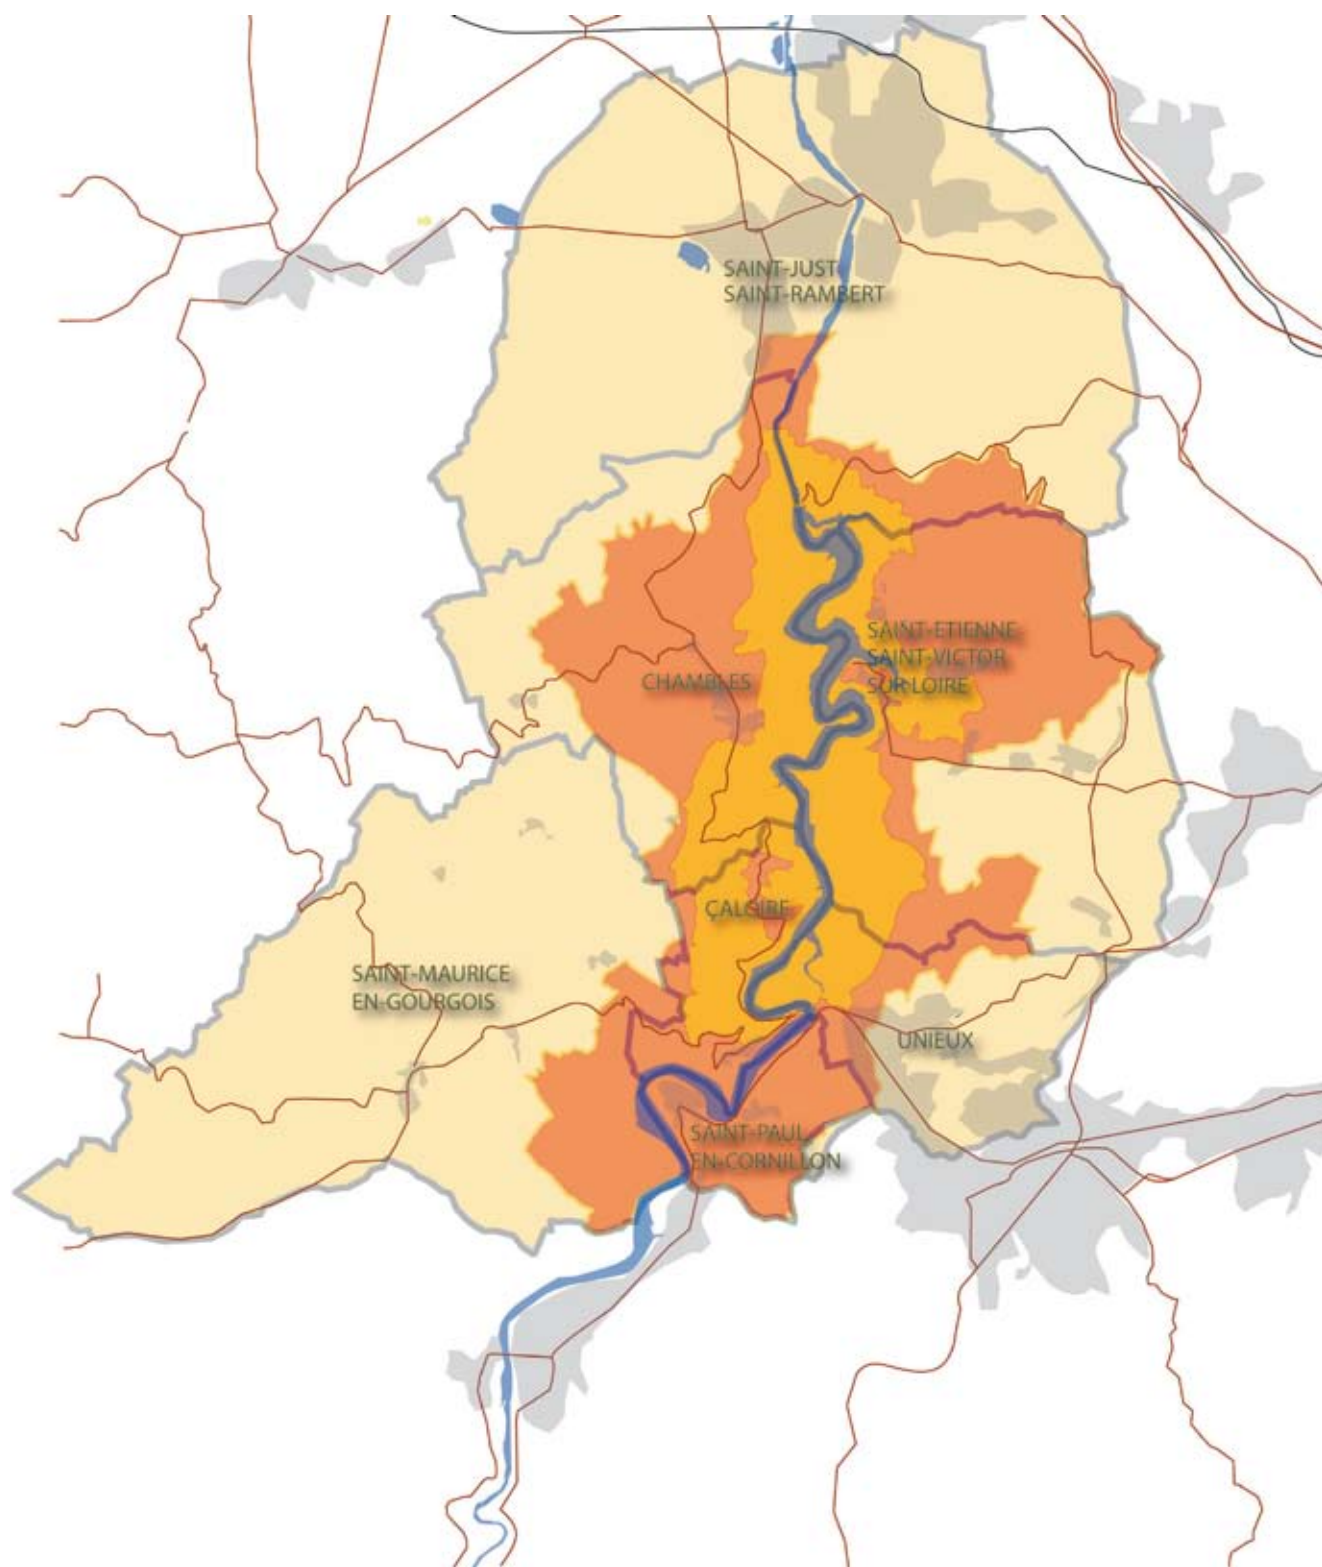 SAINT-JUST
SAINT-RAMBERT
SAINT-ETIENNE
SAINT-VICTOR
SUR-LOIRE
CHAMBLES
ÇALOIRE
SAINT-MAURICE
EN-GOURGOIS
UNIEUX
SAINT-PAUL
EN-CORNILLON